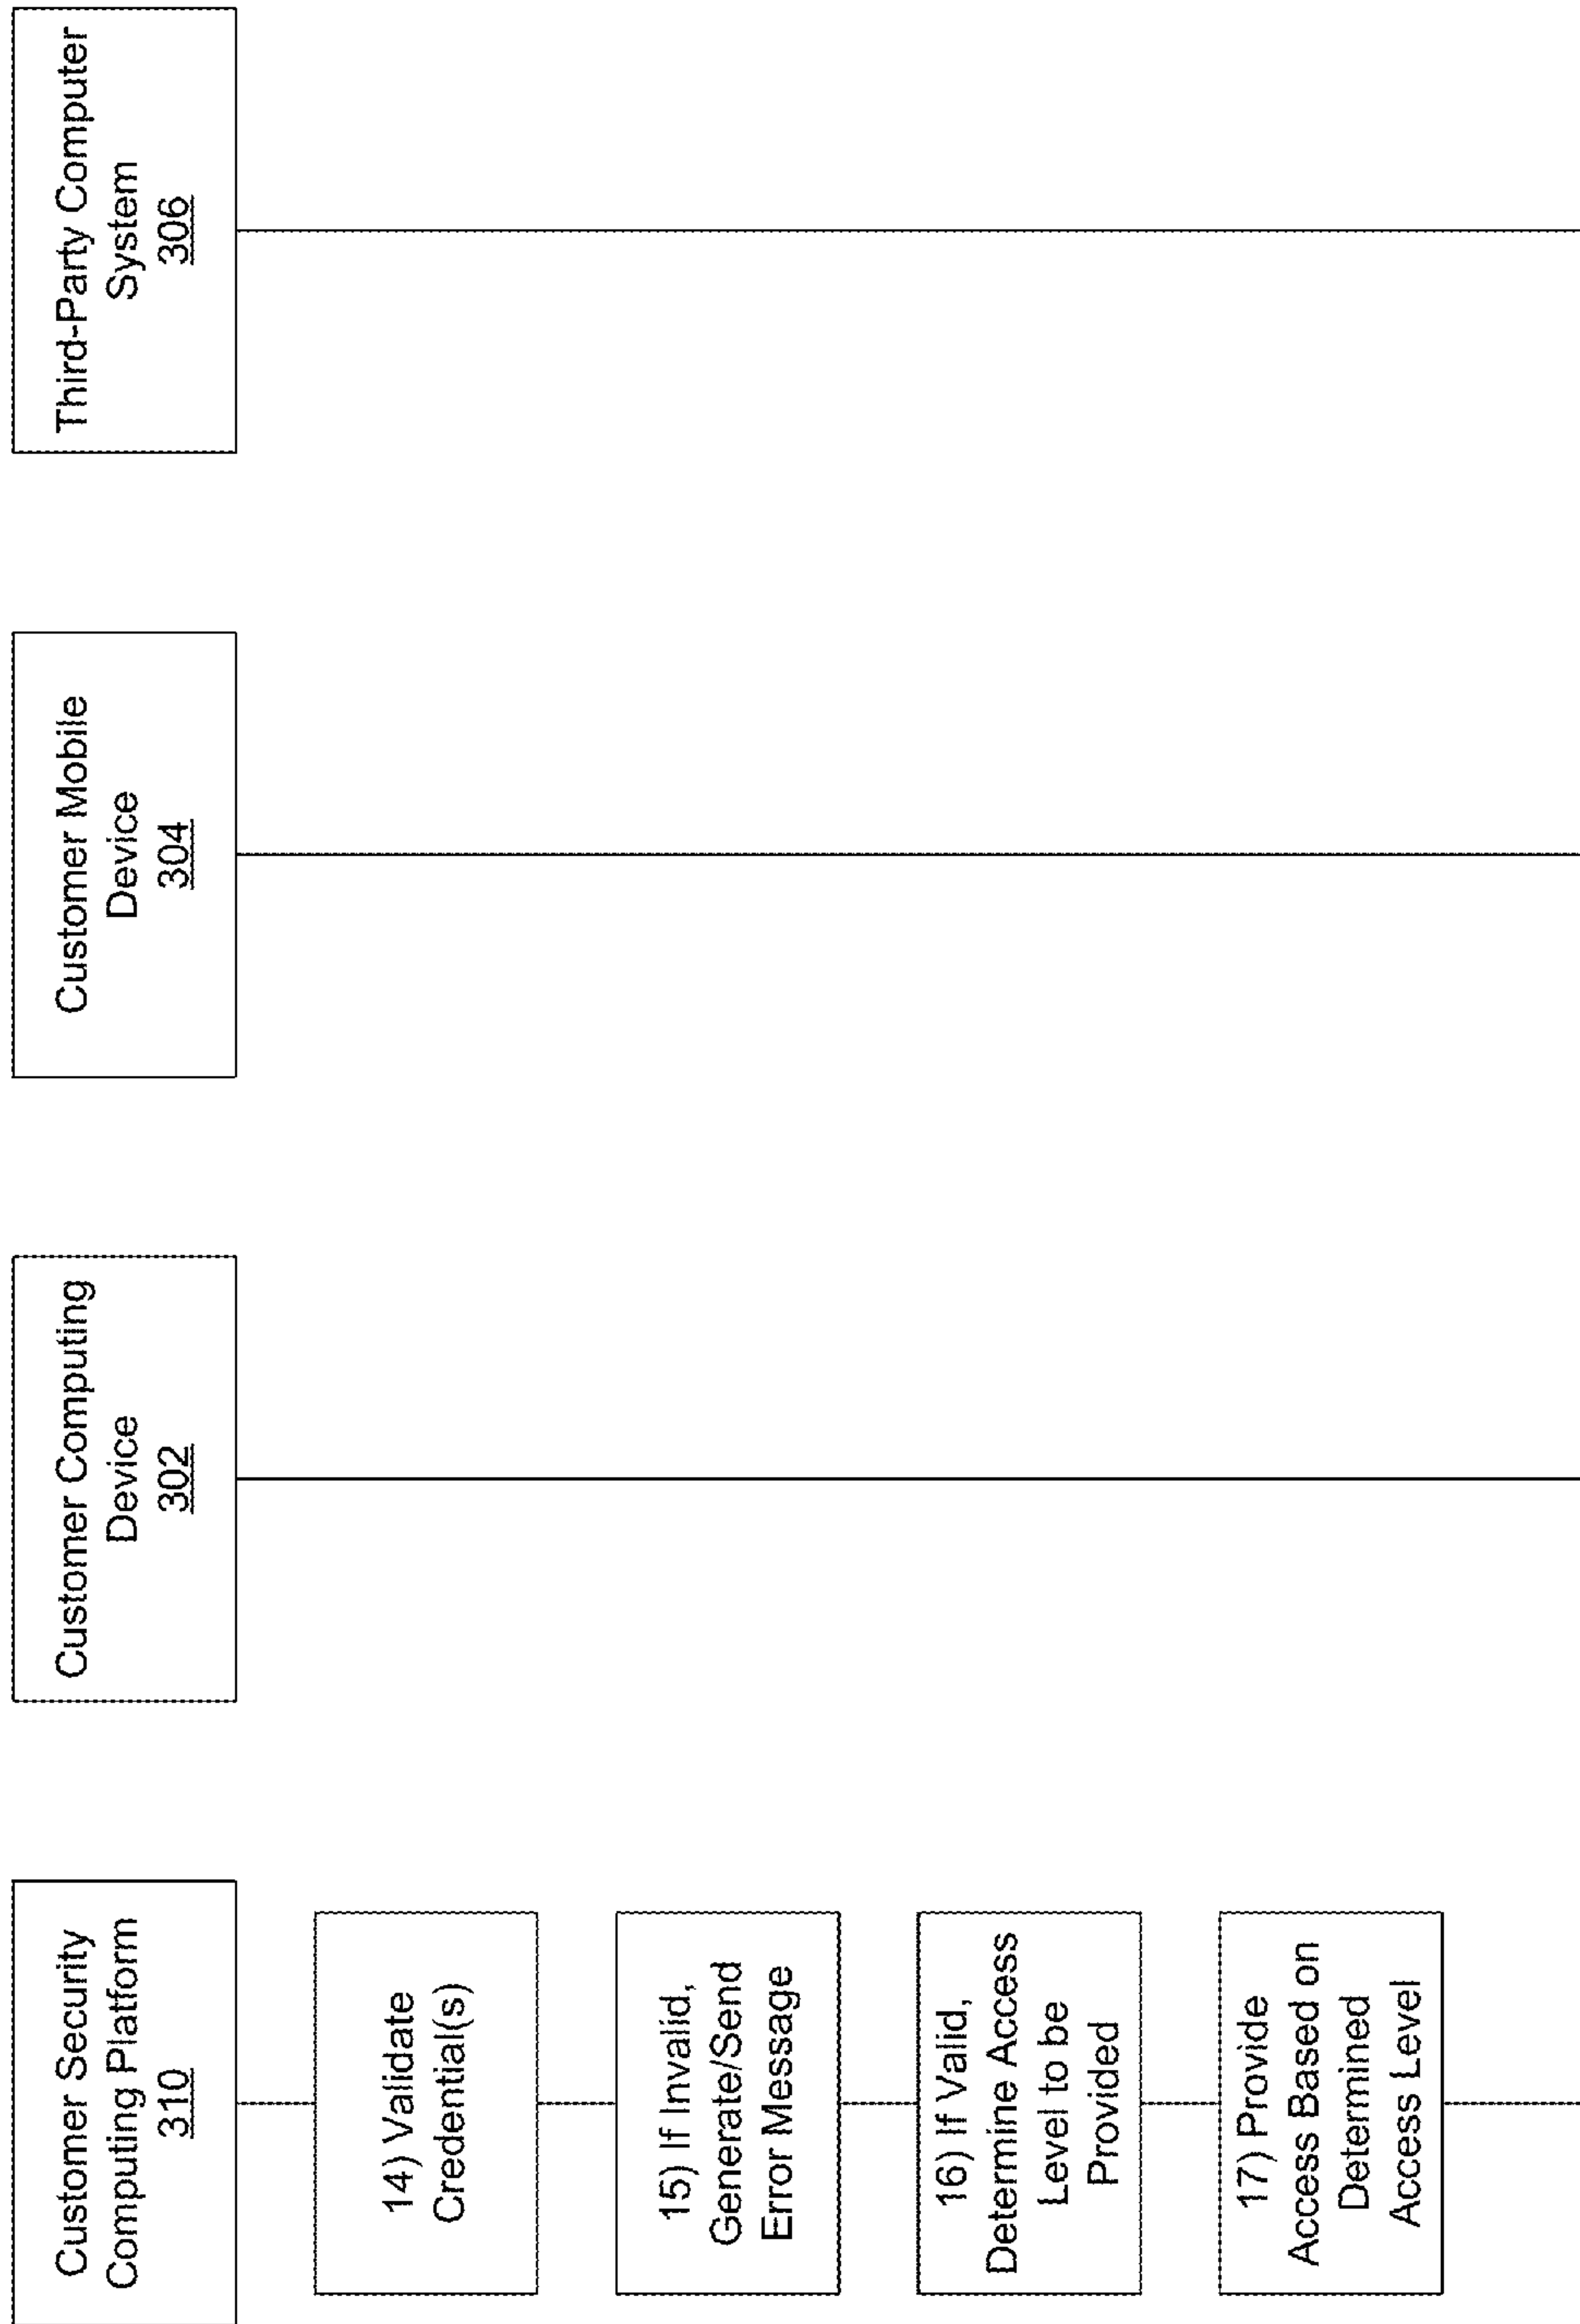 Customer Security
Computing Platform
310
Customer Computing
Device
302
Customer Mobile
Device
304
Third-Party Computer
System
306
14) Validate
Credential(s)
15) If Invalid,
Generate/Send
Error Message
16) If Valid,
Determine Access
Level to be
Provided
17) Provide
Access Based on
Determined
Access Level